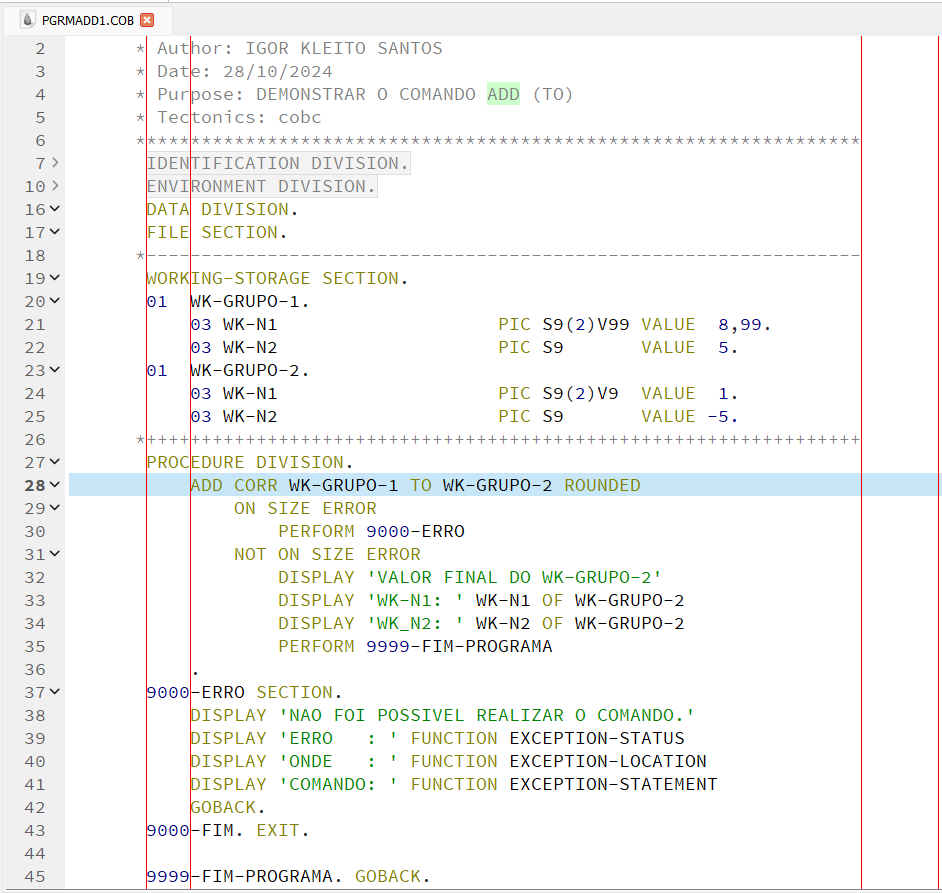 PGRMADD1.COB
2 * Author: IGOR KLEITO SANTOS
3 * Date: 28/10/2024
4 * Purpose: DEMONSTRAR O COMANDO ADD (TO)
5 * Tectonics: cobc
6 ******************************************************************
7 IDENTIFICATION DIVISION.
10 ENVIRONMENT DIVISION.
16 DATA DIVISION.
17 FILE SECTION.
18 *-----------------------------------------------------------------
19 WORKING-STORAGE SECTION.
20 01  WK-GRUPO-1.
21     03 WK-N1                    PIC S9(2)V99 VALUE  8,99.
22     03 WK-N2                    PIC S9       VALUE  5.
23 01  WK-GRUPO-2.
24     03 WK-N1                    PIC S9(2)V9  VALUE  1.
25     03 WK-N2                    PIC S9       VALUE -5.
26 *+++++++++++++++++++++++++++++++++++++++++++++++++++++++++++++++++
27 PROCEDURE DIVISION.
28     ADD CORR WK-GRUPO-1 TO WK-GRUPO-2 ROUNDED
29         ON SIZE ERROR
30             PERFORM 9000-ERRO
31         NOT ON SIZE ERROR
32             DISPLAY 'VALOR FINAL DO WK-GRUPO-2'
33             DISPLAY 'WK-N1: ' WK-N1 OF WK-GRUPO-2
34             DISPLAY 'WK_N2: ' WK-N2 OF WK-GRUPO-2
35             PERFORM 9999-FIM-PROGRAMA
36     .
37 9000-ERRO SECTION.
38     DISPLAY 'NAO FOI POSSIVEL REALIZAR O COMANDO.'
39     DISPLAY 'ERRO   : ' FUNCTION EXCEPTION-STATUS
40     DISPLAY 'ONDE   : ' FUNCTION EXCEPTION-LOCATION
41     DISPLAY 'COMANDO: ' FUNCTION EXCEPTION-STATEMENT
42     GOBACK.
43 9000-FIM. EXIT.
44
45 9999-FIM-PROGRAMA. GOBACK.